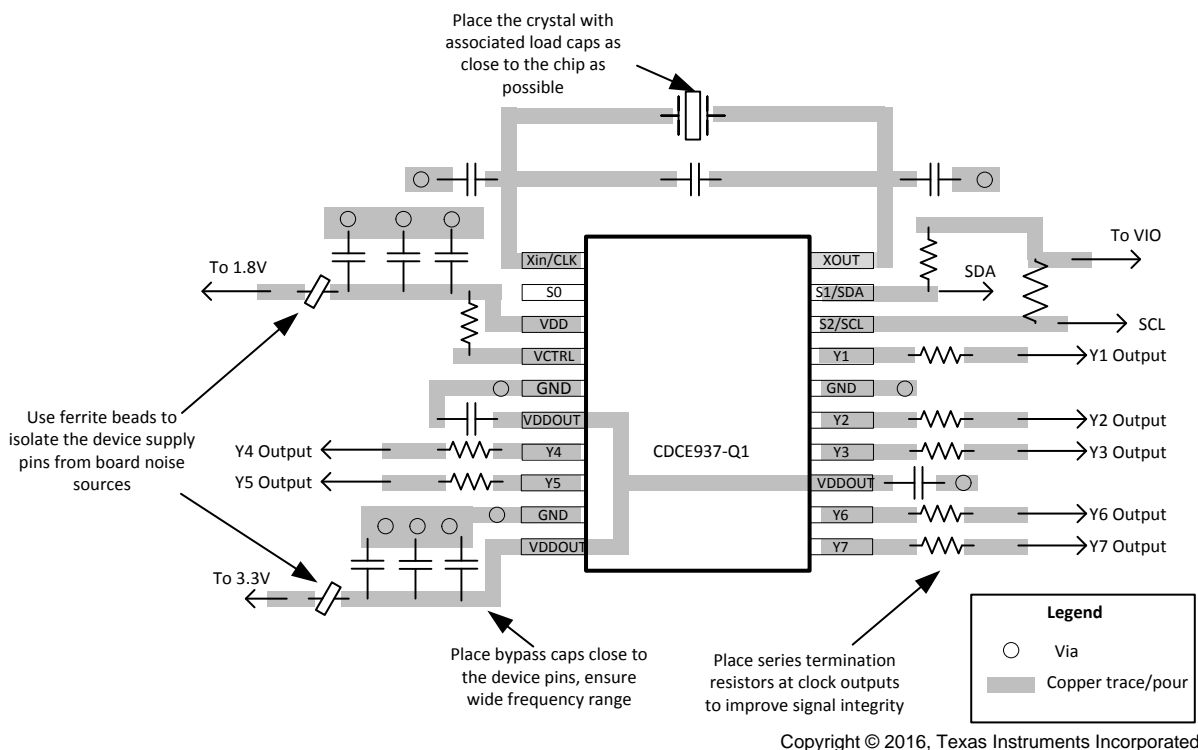 Place the crystal with
associated load caps as
close to the chip as
possible
To 1.8V
Xin/CLK
S0
VDD
VCTRL
GND
VDDOUT
Y4 Output
Y4
Y5 Output
Y5
GND
VDDOUT
To 3.3V
Use ferrite beads to
isolate the device supply
pins from board noise
sources
CDCE937-Q1
XOUT
To VIO
S1/SDA
SDA
S2/SCL
SCL
Y1
Y1 Output
GND
Y2
Y2 Output
Y3
Y3 Output
VDDOUT
Y6
Y6 Output
Y7
Y7 Output
Place bypass caps close to
the device pins, ensure
wide frequency range
Place series termination
resistors at clock outputs
to improve signal integrity
Legend
Via
Copper trace/pour
Copyright © 2016, Texas Instruments Incorporated